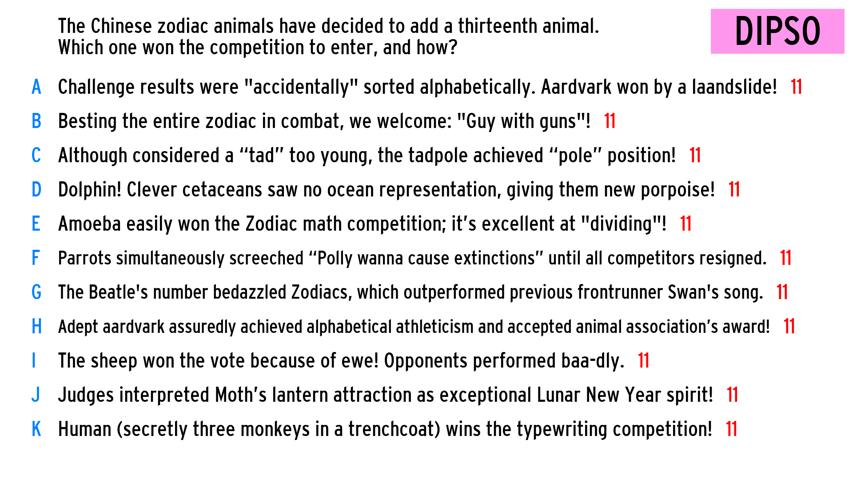 The Chinese zodiac animals have decided to add a thirteenth animal.
Which one won the competition to enter, and how?
DIPSO
A Challenge results were "accidentally" sorted alphabetically. Aardvark won by a laandslide! 11
B Besting the entire zodiac in combat, we welcome: "Guy with guns"! 11
C Although considered a “tad” too young, the tadpole achieved “pole” position! 11
D Dolphin! Clever cetaceans saw no ocean representation, giving them new porpoise! 11
E Amoeba easily won the Zodiac math competition; it’s excellent at "dividing"! 11
F Parrots simultaneously screeched “Polly wanna cause extinctions” until all competitors resigned. 11
G The Beatle's number bedazzled Zodiacs, which outperformed previous frontrunner Swan's song. 11
H Adept aardvark assuredly achieved alphabetical athleticism and accepted animal association’s award! 11
I The sheep won the vote because of ewe! Opponents performed baa-dly. 11
J Judges interpreted Moth’s lantern attraction as exceptional Lunar New Year spirit! 11
K Human (secretly three monkeys in a trenchcoat) wins the typewriting competition! 11